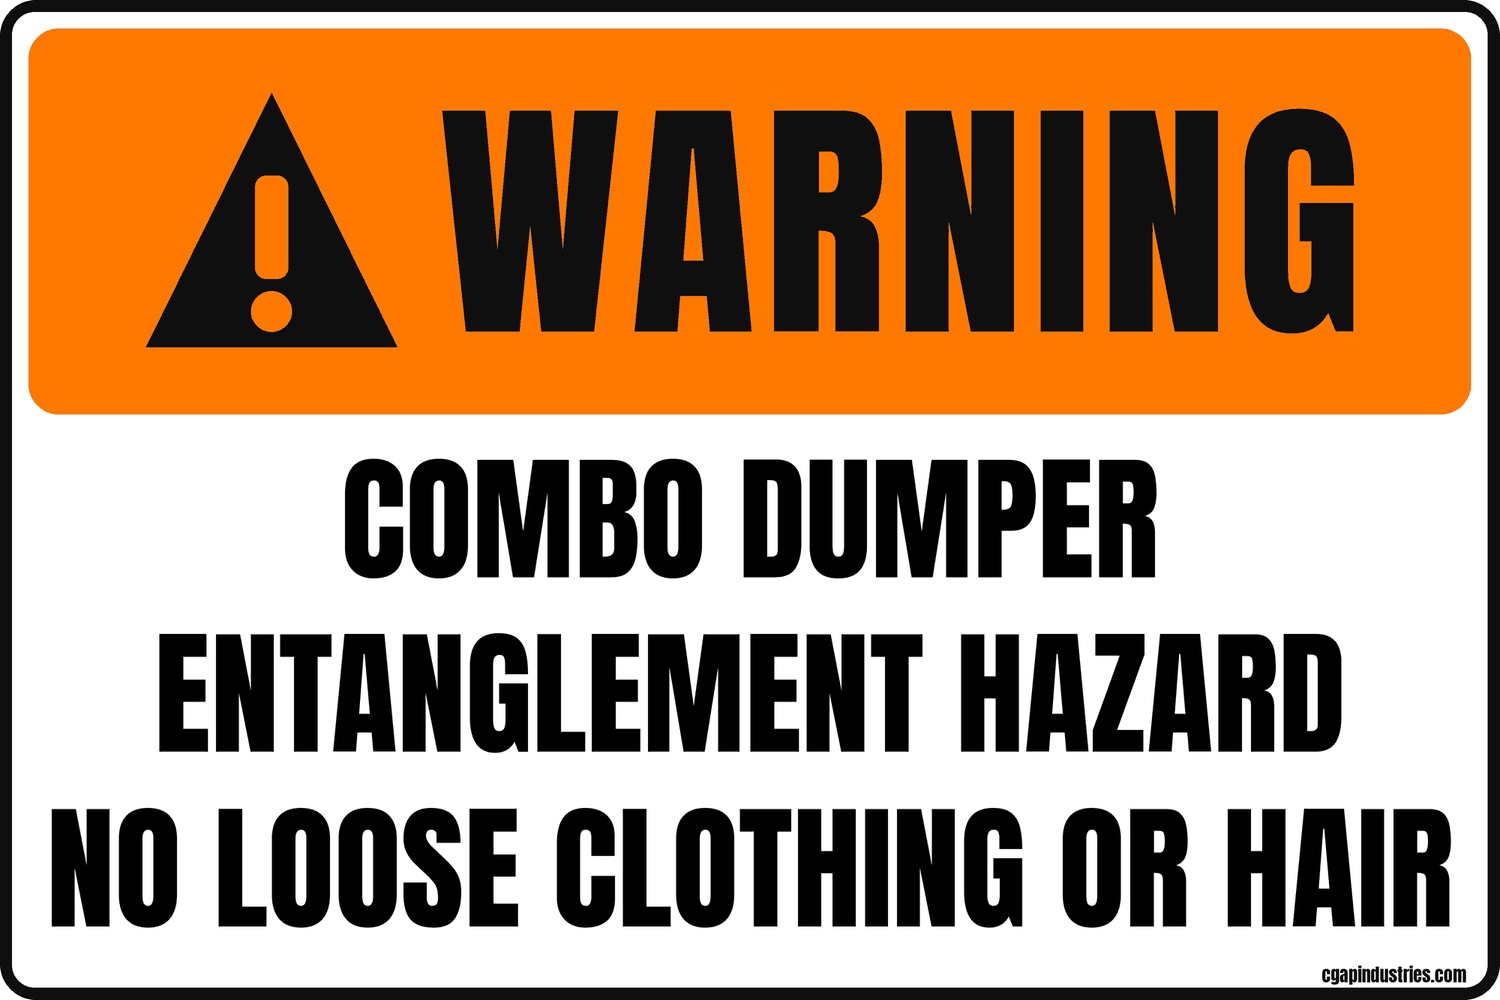 WARNING
COMBO DUMPER
ENTANGLEMENT HAZARD
NO LOOSE CLOTHING OR HAIR
cgapindustries.com